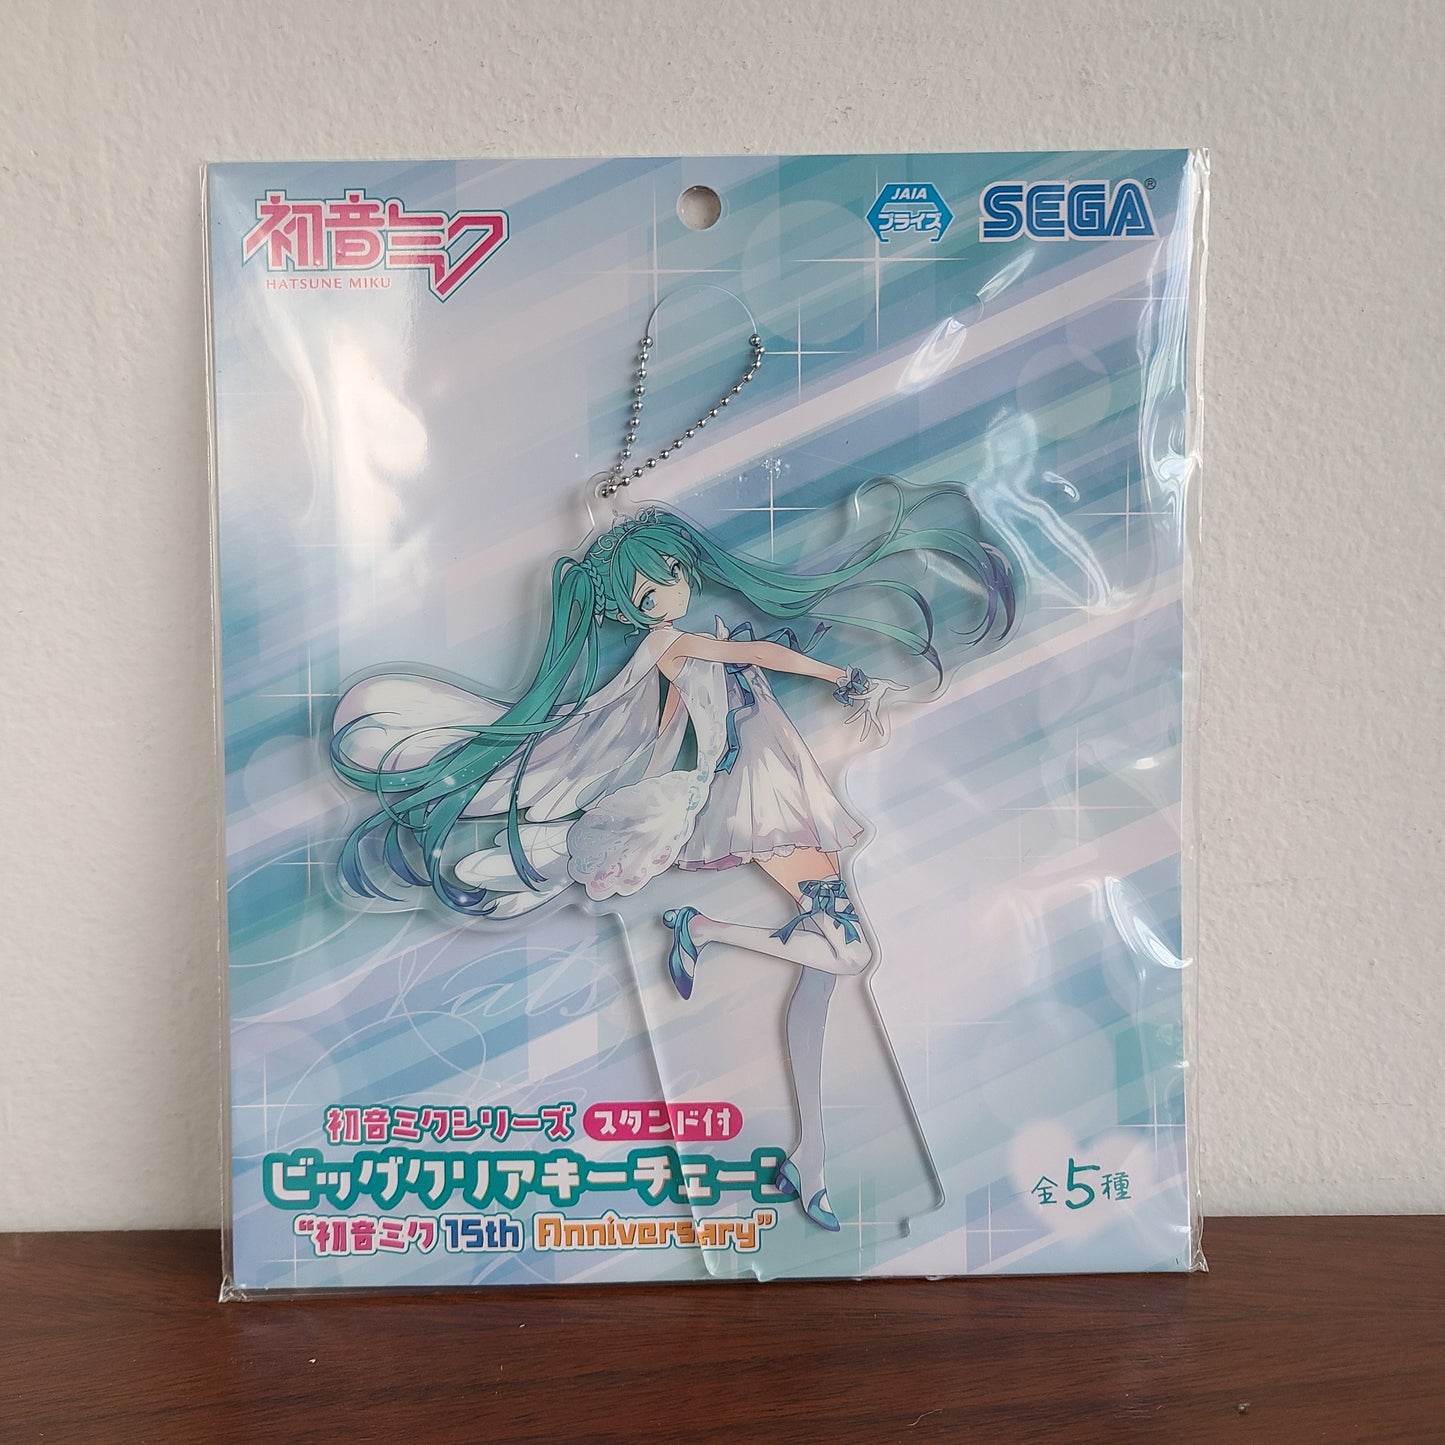 初音ミク
HATSUNE MIKU
JAIA
プライズ
SEGA®
初音ミクシリーズ スタンド付
ビッグクリアキーチェーン
“初音ミク 15th Anniversary”
全5種